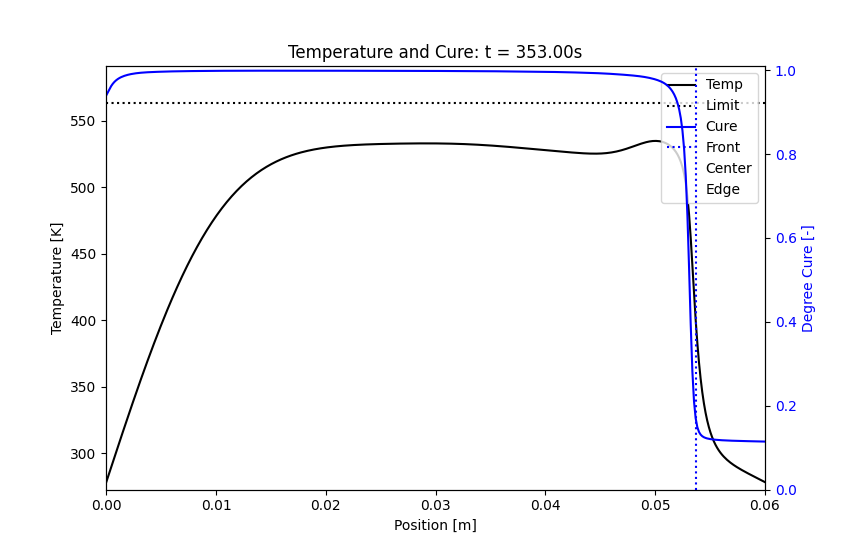 Temperature and Cure: t = 353.00s
Temperature [K]
550
500
450
400
350
300
Temp
Limit
Cure
Front
Center
Edge
1.0
0.8
0.6
0.4
0.2
0.0
Degree Cure [-]
0.00
0.01
0.02
0.03
0.04
0.05
0.06
Position [m]